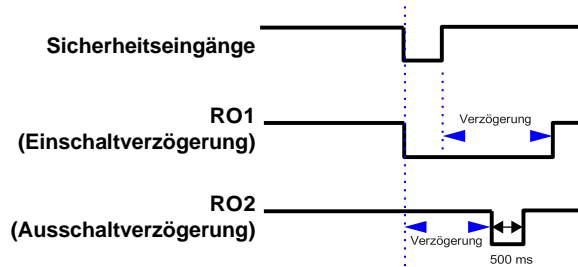 Sicherheitseingänge
RO1
(Einschaltverzögerung)
Verzögerung
RO2
(Ausschaltverzögerung)
Verzögerung
500 ms